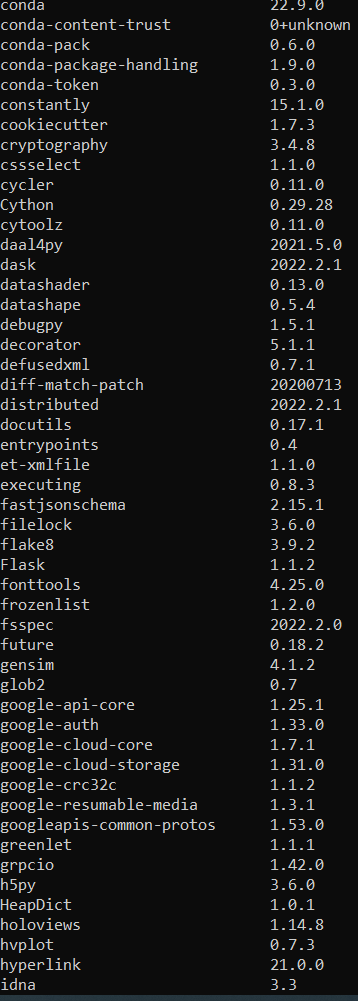 conda 22.9.0
conda-content-trust 0+unknown
conda-pack 0.6.0
conda-package-handling 1.9.0
conda-token 0.3.0
constantly 15.1.0
cookiecutter 1.7.3
cryptography 3.4.8
cssselect 1.1.0
cycler 0.11.0
Cython 0.29.28
cytoolz 0.11.0
daal4py 2021.5.0
dask 2022.2.1
datashader 0.13.0
datashape 0.5.4
debugpy 1.5.1
decorator 5.1.1
defusedxml 0.7.1
diff-match-patch 20200713
distributed 2022.2.1
docutils 0.17.1
entrypoints 0.4
et-xmlfile 1.1.0
executing 0.8.3
fastjsonschema 2.15.1
filelock 3.6.0
flake8 3.9.2
Flask 1.1.2
fonttools 4.25.0
frozenlist 1.2.0
fsspec 2022.2.0
future 0.18.2
gensim 4.1.2
glob2 0.7
google-api-core 1.25.1
google-auth 1.33.0
google-cloud-core 1.7.1
google-cloud-storage 1.31.0
google-crc32c 1.1.2
google-resumable-media 1.3.1
googleapis-common-protos 1.53.0
greenlet 1.1.1
grpcio 1.42.0
h5py 3.6.0
HeapDict 1.0.1
holoviews 1.14.8
hvplot 0.7.3
hyperlink 21.0.0
idna 3.3